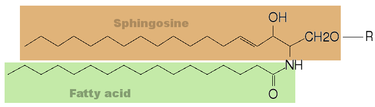 Sphingosine
OH
CH2O R
NH
O
Fatty acid